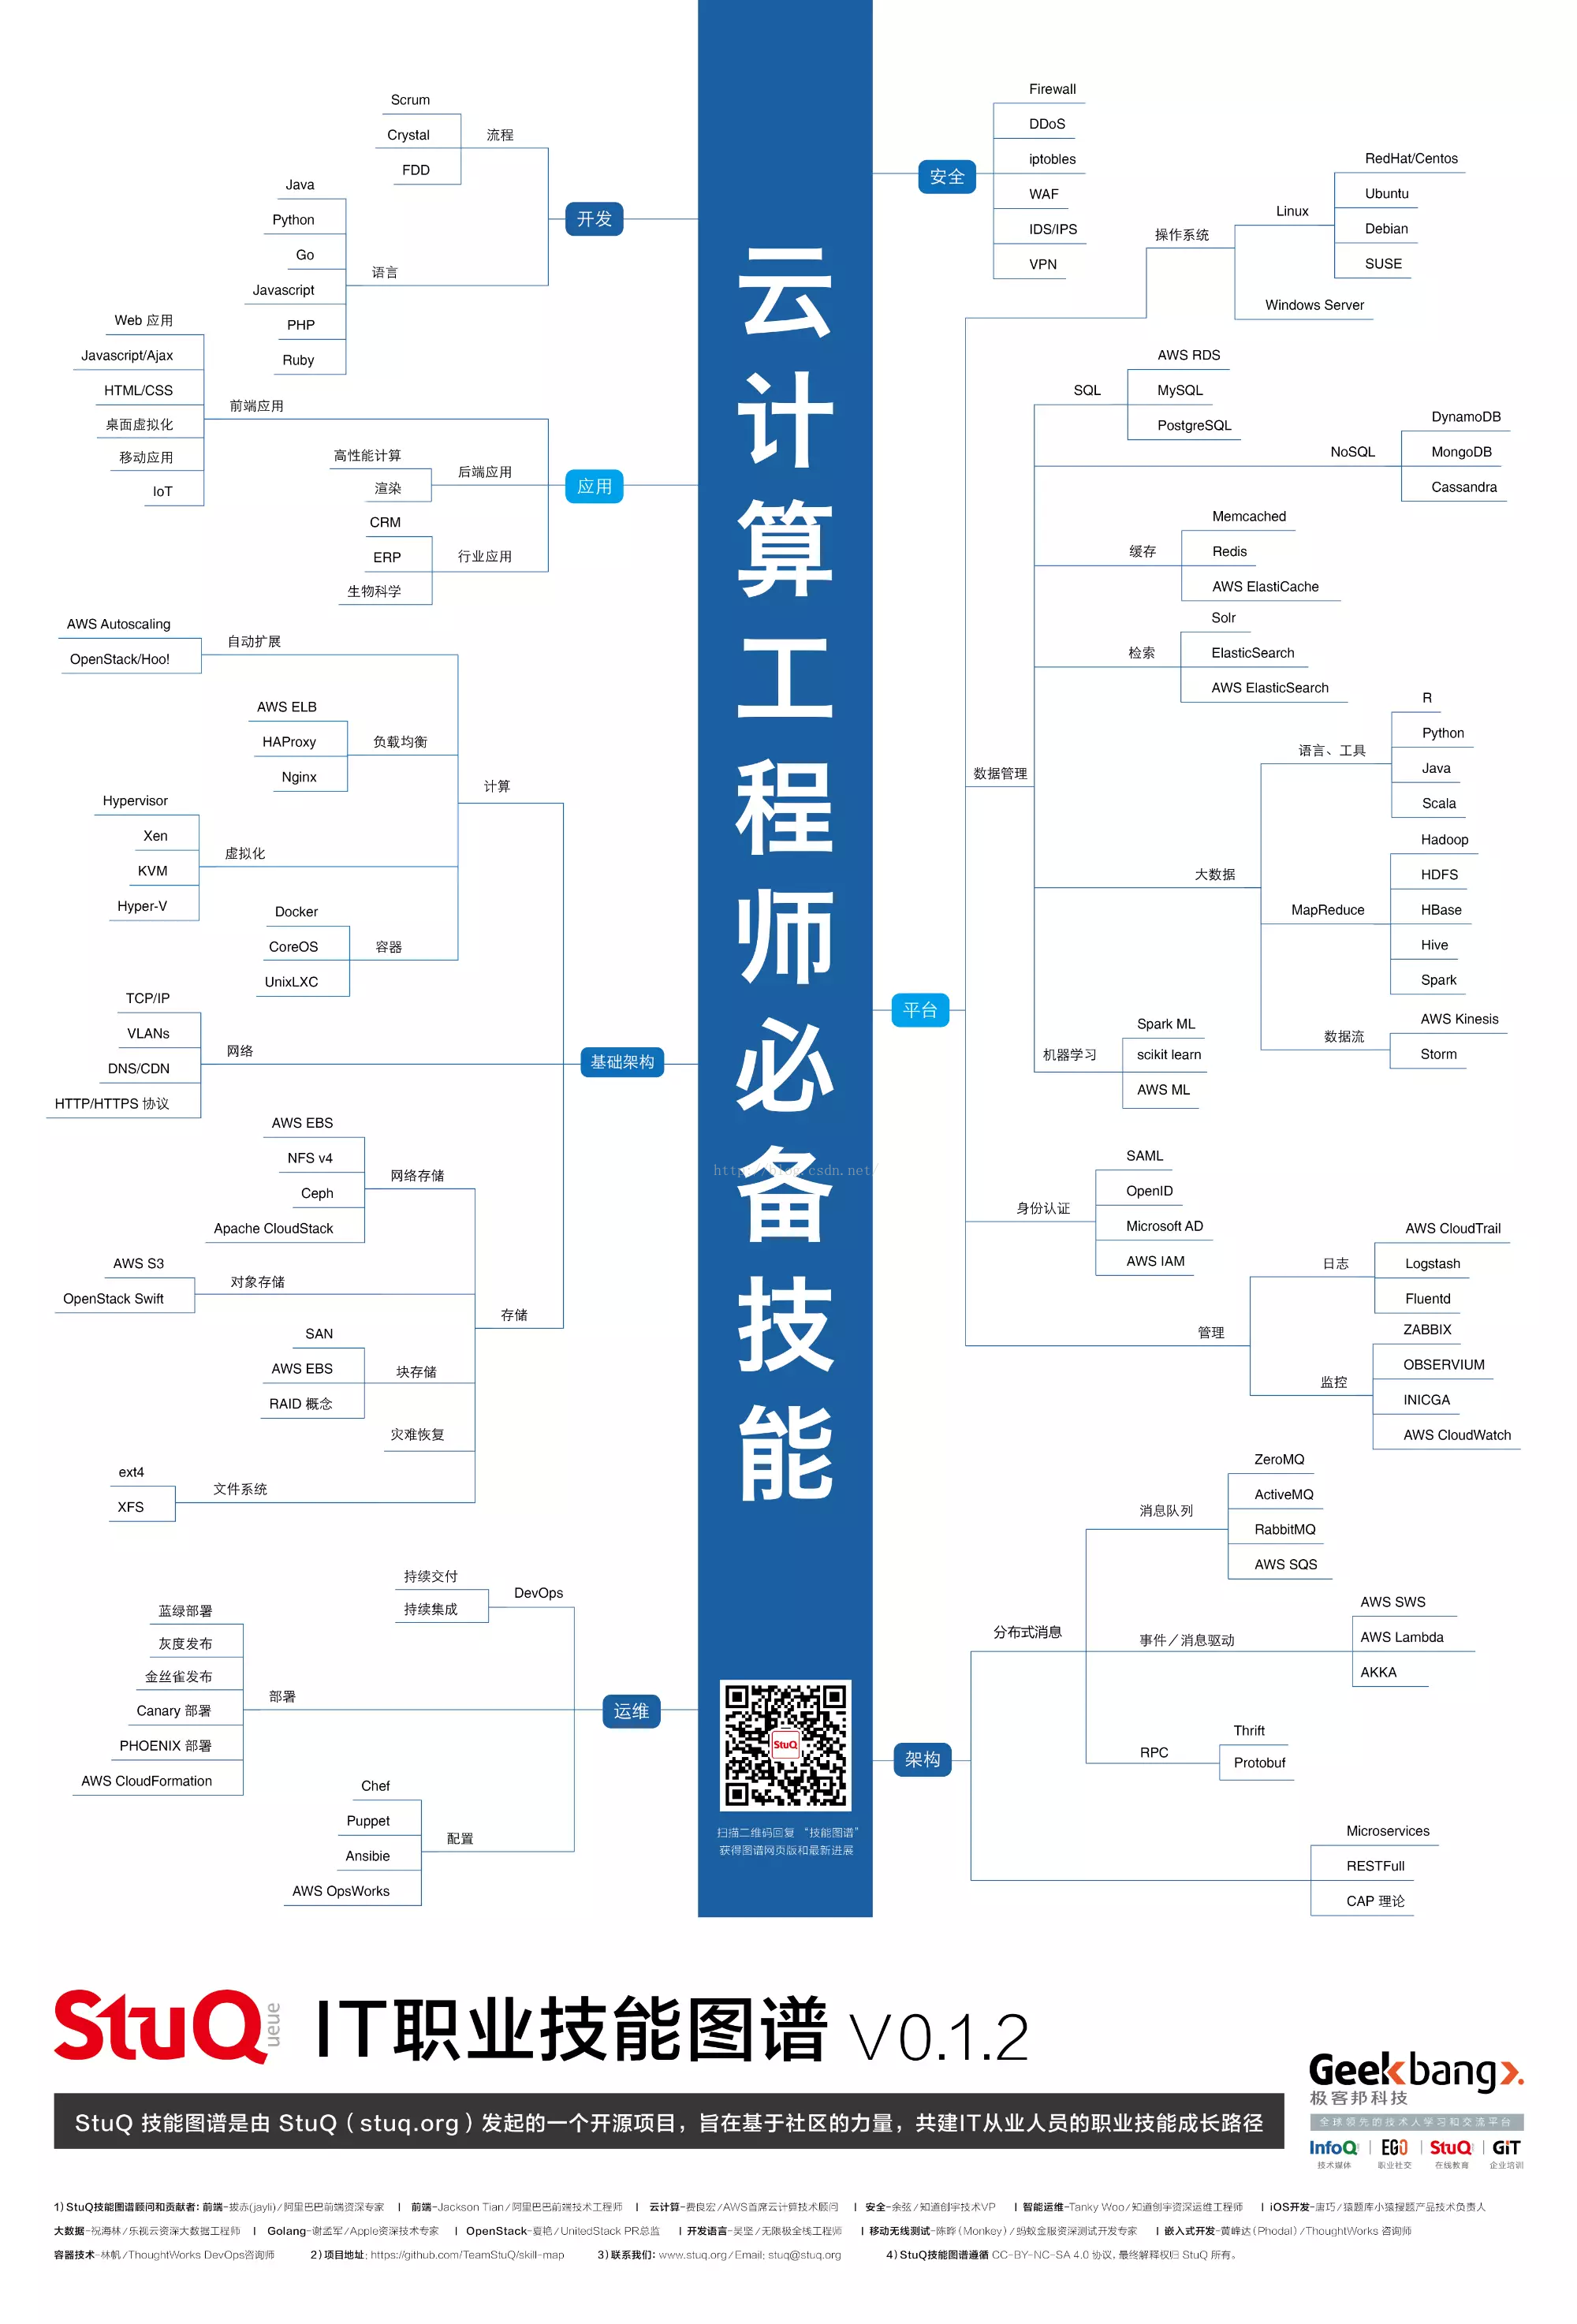 云计算工程师必备技能
开发
流程
Scrum
Crystal
FDD
语言
Java
Python
Go
Javascript
PHP
Ruby
应用
前端应用
Web 应用
Javascript/Ajax
HTML/CSS
桌面虚拟化
移动应用
IoT
后端应用
高性能计算
渲染
行业应用
CRM
ERP
生物科学
基础架构
计算
自动扩展
AWS Autoscaling
OpenStack/Hoo!
负载均衡
AWS ELB
HAProxy
Nginx
虚拟化
Hypervisor
Xen
KVM
Hyper-V
容器
Docker
CoreOS
UnixLXC
网络
TCP/IP
VLANs
DNS/CDN
HTTP/HTTPS 协议
存储
网络存储
AWS EBS
NFS v4
Ceph
Apache CloudStack
对象存储
AWS S3
OpenStack Swift
块存储
SAN
AWS EBS
RAID 概念
灾难恢复
文件系统
ext4
XFS
运维
DevOps
持续交付
持续集成
部署
蓝绿部署
灰度发布
金丝雀发布
Canary 部署
PHOENIX 部署
AWS CloudFormation
配置
Chef
Puppet
Ansibie
AWS OpsWorks
安全
Firewall
DDoS
iptobles
WAF
IDS/IPS
VPN
平台
操作系统
Linux
RedHat/Centos
Ubuntu
Debian
SUSE
Windows Server
数据管理
SQL
AWS RDS
MySQL
PostgreSQL
NoSQL
DynamoDB
MongoDB
Cassandra
缓存
Memcached
Redis
AWS ElastiCache
检索
Solr
ElasticSearch
AWS ElasticSearch
大数据
语言、工具
R
Python
Java
Scala
MapReduce
Hadoop
HDFS
HBase
Hive
Spark
数据流
AWS Kinesis
Storm
机器学习
Spark ML
scikit learn
AWS ML
身份认证
SAML
OpenID
Microsoft AD
AWS IAM
管理
日志
AWS CloudTrail
Logstash
Fluentd
监控
ZABBIX
OBSERVIUM
INICGA
AWS CloudWatch
架构
分布式消息
消息队列
ZeroMQ
ActiveMQ
RabbitMQ
AWS SQS
事件／消息驱动
AWS SWS
AWS Lambda
AKKA
RPC
Thrift
Protobuf
Microservices
RESTFull
CAP 理论
http://blog.csdn.net/
StuQ
扫描二维码回复 “技能图谱”
获得图谱网页版和最新进展
StuQ ueue IT职业技能图谱 V0.1.2
StuQ 技能图谱是由 StuQ（stuq.org）发起的一个开源项目，旨在基于社区的力量，共建IT从业人员的职业技能成长路径
Geekbang>.
极客邦科技
全球领先的技术人学习和交流平台
InfoQ | EGO | StuQ | GiT
技术媒体 职业社交 在线教育 企业培训
1）StuQ技能图谱顾问和贡献者：前端-拔赤(jayli)/阿里巴巴前端资深专家 | 前端-Jackson Tian/阿里巴巴前端技术工程师 | 云计算-费良宏/AWS首席云计算技术顾问 | 安全-余弦/知道创宇技术VP | 智能运维-Tanky Woo/知道创宇资深运维工程师 | iOS开发-唐巧/猿题库小猿搜题产品技术负责人
大数据-祝海林/乐视云资深大数据工程师 | Golang-谢孟军/Apple资深技术专家 | OpenStack-夏艳/UnitedStack PR总监 | 开发语言-吴坚/无限极全栈工程师 | 移动无线测试-陈晔（Monkey）/蚂蚁金服资深测试开发专家 | 嵌入式开发-黄峰达(Phodal）/ThoughtWorks 咨询师
容器技术-林帆/ThoughtWorks DevOps咨询师 2）项目地址：https://github.com/TeamStuQ/skill-map 3）联系我们：www.stuq.org/Email: stuq@stuq.org 4）StuQ技能图谱遵循 CC-BY-NC-SA 4.0 协议，最终解释权归 StuQ 所有。